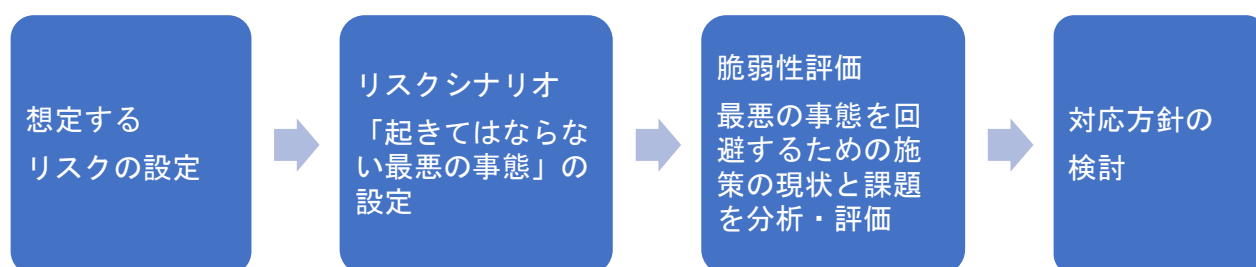 想定する
リスクの設定
リスクシナリオ
「起きてはならな
い最悪の事態」の
設定
脆弱性評価
最悪の事態を回
避するための施
策の現状と課題
を分析・評価
対応方針の
検討